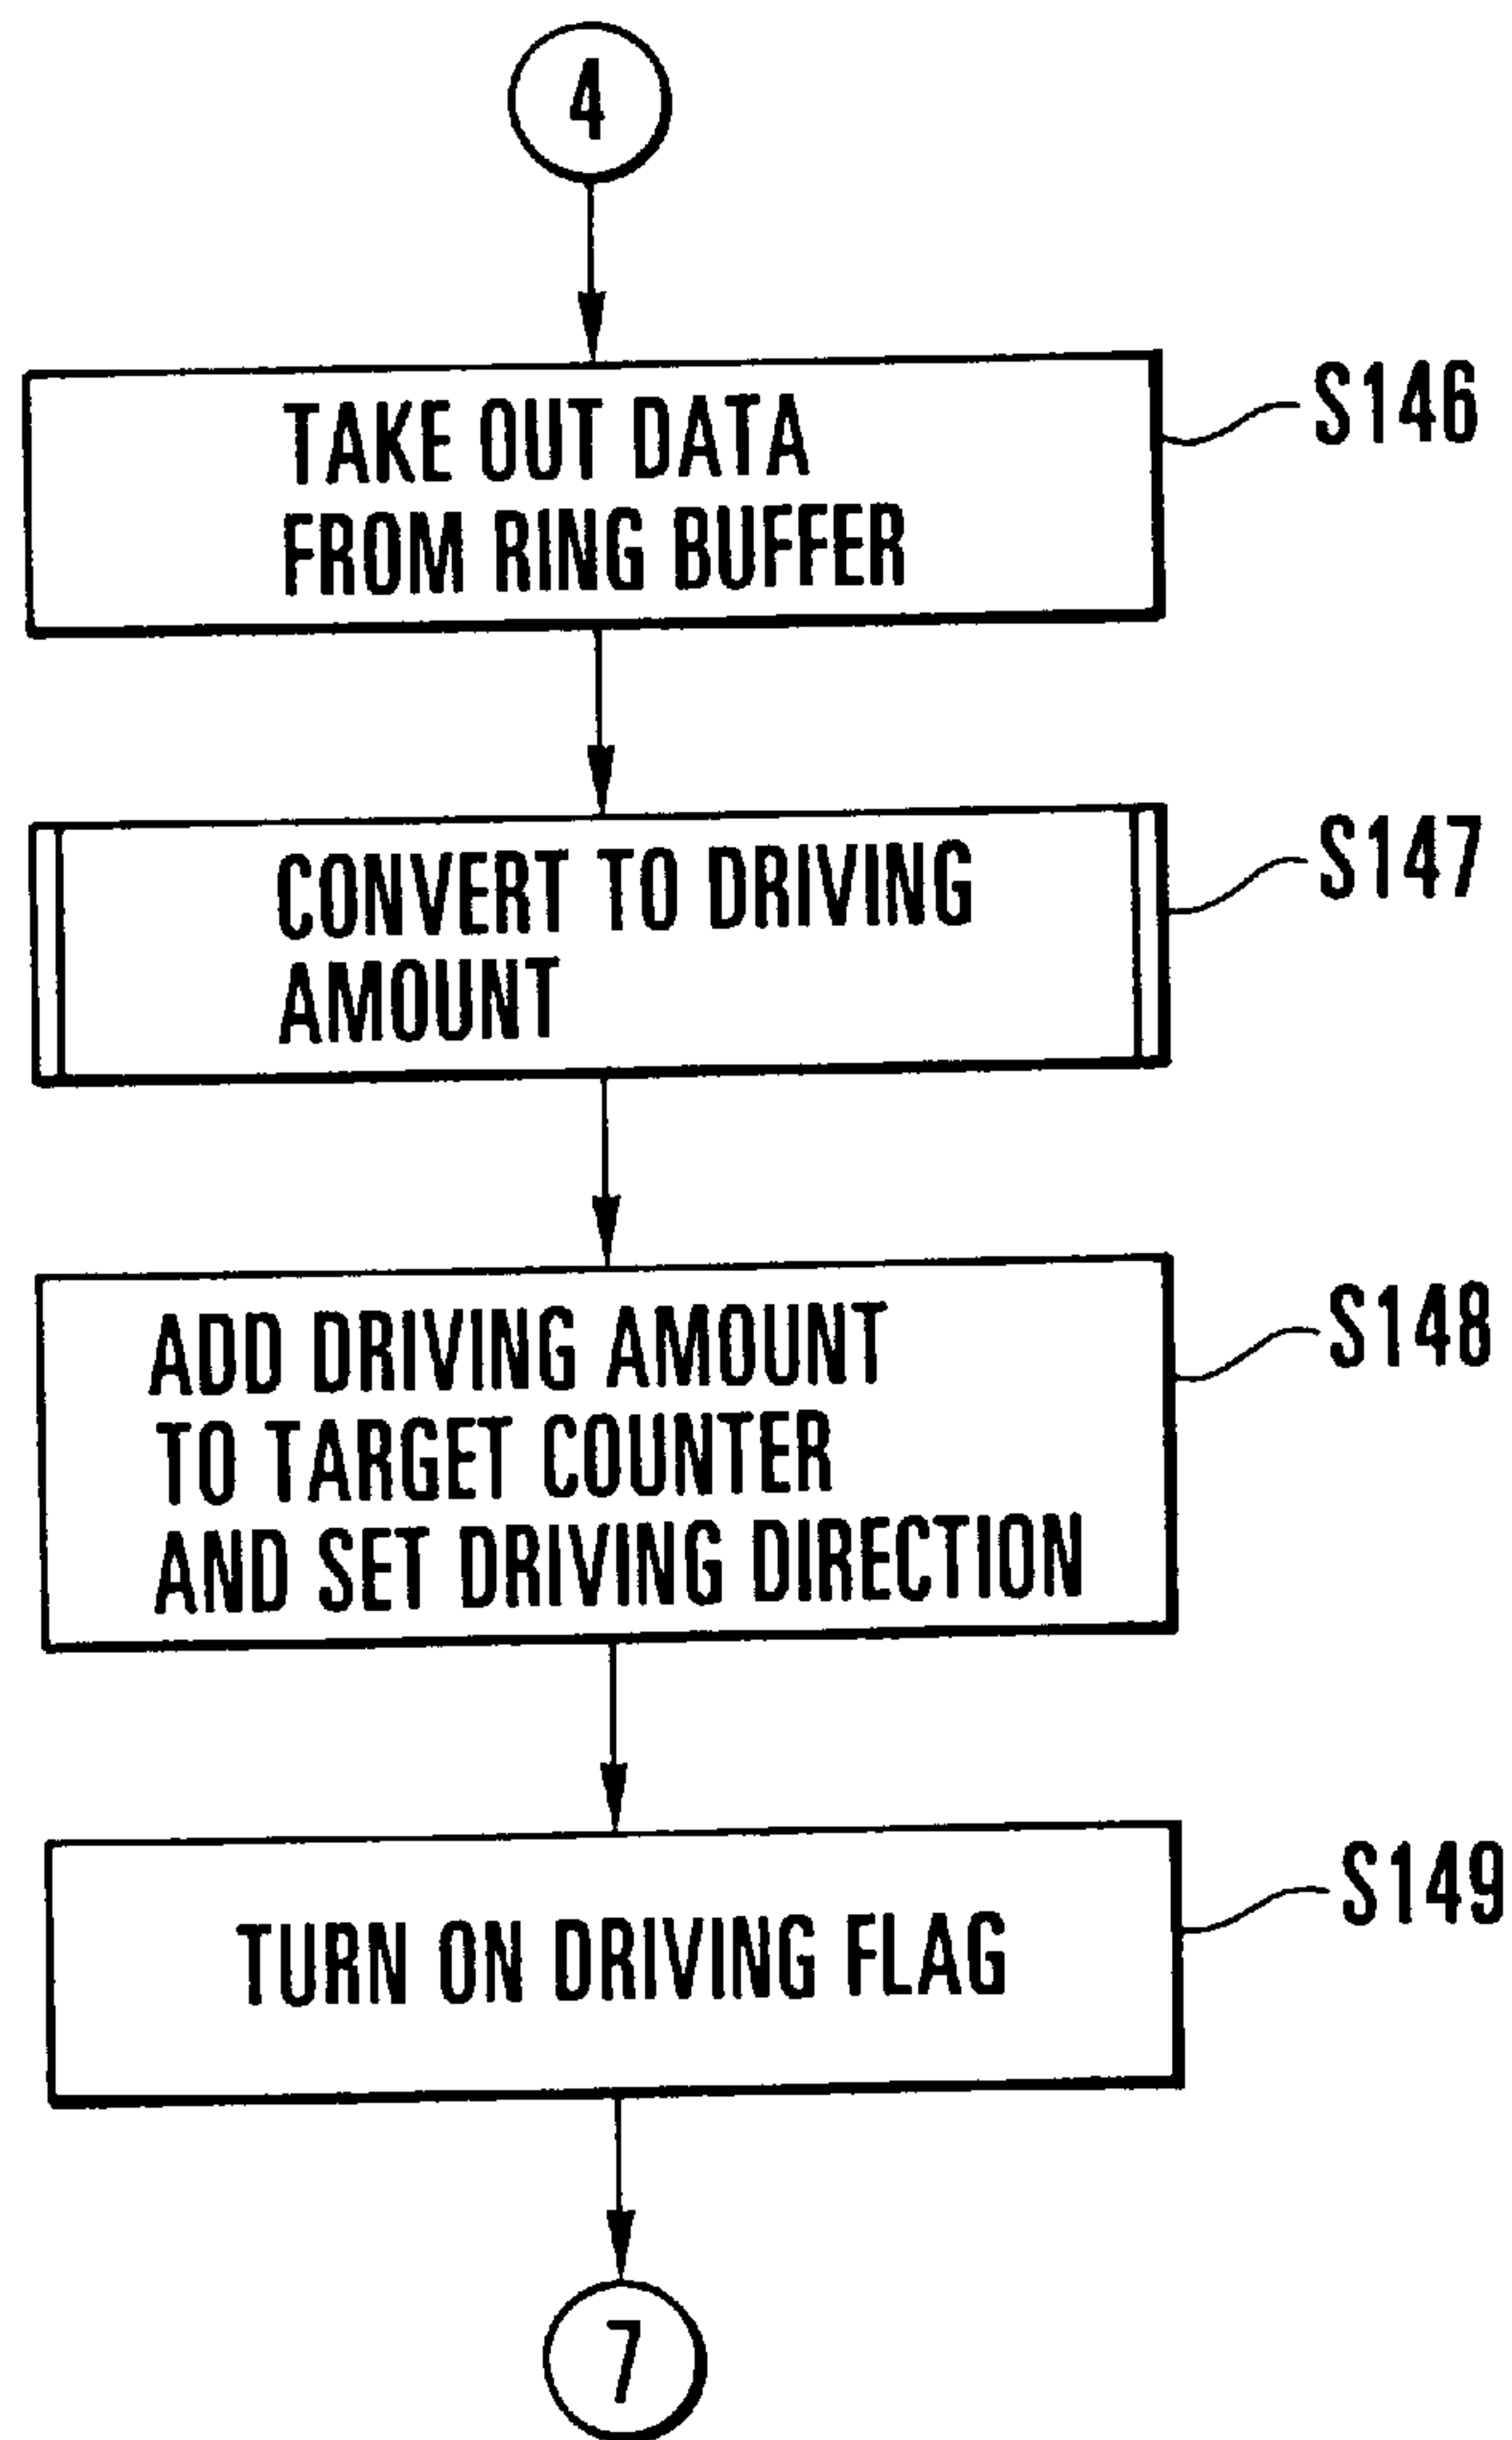 4
TAKE OUT DATA
FROM RING BUFFER
S146
CONVERT TO DRIVING
AMOUNT
S147
ADD DRIVING AMOUNT
TO TARGET COUNTER
AND SET DRIVING DIRECTION
S148
TURN ON DRIVING FLAG
S149
7